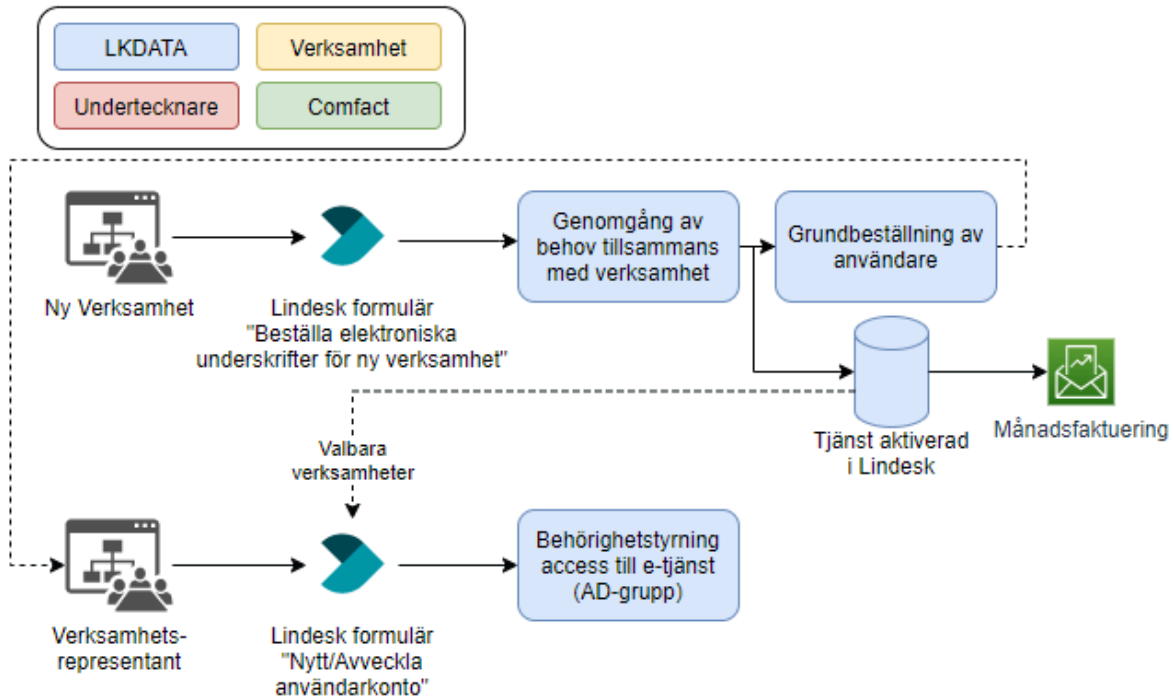 LKDATA
Verksamhet
Undertecknare
Comfact
Ny Verksamhet
Lindesk formulär
"Beställa elektroniska
underskrifter för ny verksamhet"
Genomgång av
behov tillsammans
med verksamhet
Grundbeställning av
användare
Tjänst aktiverad
i Lindesk
Månadsfaktuering
Valbara
verksamheter
Verksamhets-
representant
Lindesk formulär
"Nytt/Avveckla
användarkonto"
Behörighetstyrning
access till e-tjänst
(AD-grupp)